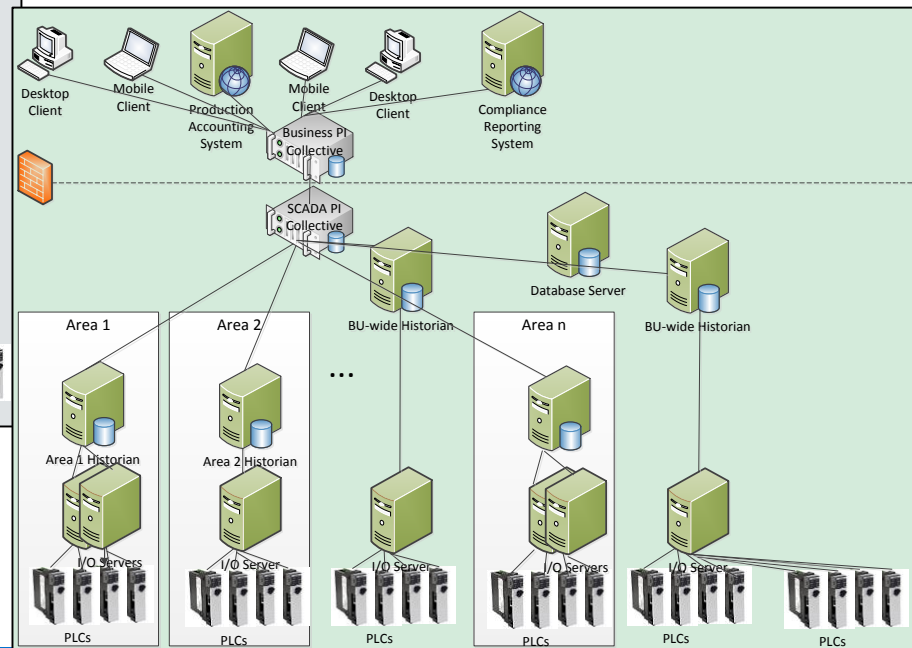 Desktop
Client
Mobile
Client
Production
Accounting
System
Mobile
Client
Desktop
Client
Compliance
Reporting
System
Business PI
Collective
SCADA PI
Collective
Database Server
BU-wide Historian
BU-wide Historian
Area 1
Area 2
...
Area n
Area 1 Historian
Area 2 Historian
I/O Servers
I/O Server
I/O Server
I/O Servers
I/O Server
PLCs
PLCs
PLCs
PLCs
PLCs
PLCs